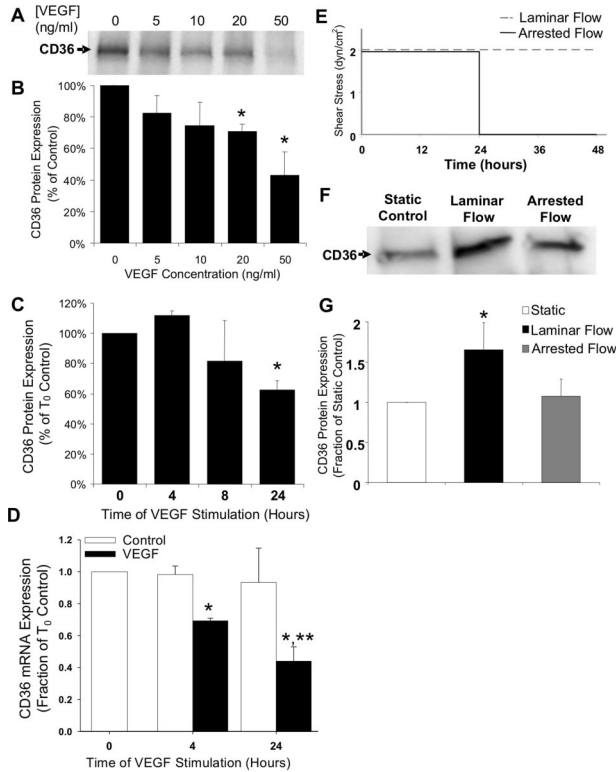 A
[VEGF]
(ng/ml)
0 5 10 20 50
CD36
B
CD36 Protein Expression
(% of Control)
100%
80%
60%
40%
20%
0%
*
*
0 5 10 20 50
VEGF Concentration (ng/ml)
C
CD36 Protein Expression
(% of T0 Control)
120%
100%
80%
60%
40%
20%
0%
*
0 4 8 24
Time of VEGF Stimulation (Hours)
D
Control
VEGF
CD36 mRNA Expression
(Fraction of T0 Control)
1.0
0.8
0.6
0.4
0.2
0.0
*
*,**
0 4 24
Time of VEGF Stimulation (Hours)
E
Laminar Flow
Arrested Flow
Shear Stress (dyn/cm2)
3
2
1
0
0 12 24 36 48
Time (hours)
F
Static
Control
Laminar
Flow
Arrested
Flow
CD36
G
Static
Laminar Flow
Arrested Flow
CD36 Protein Expression
(Fraction of Static Control)
2
1.5
1
0.5
0
*